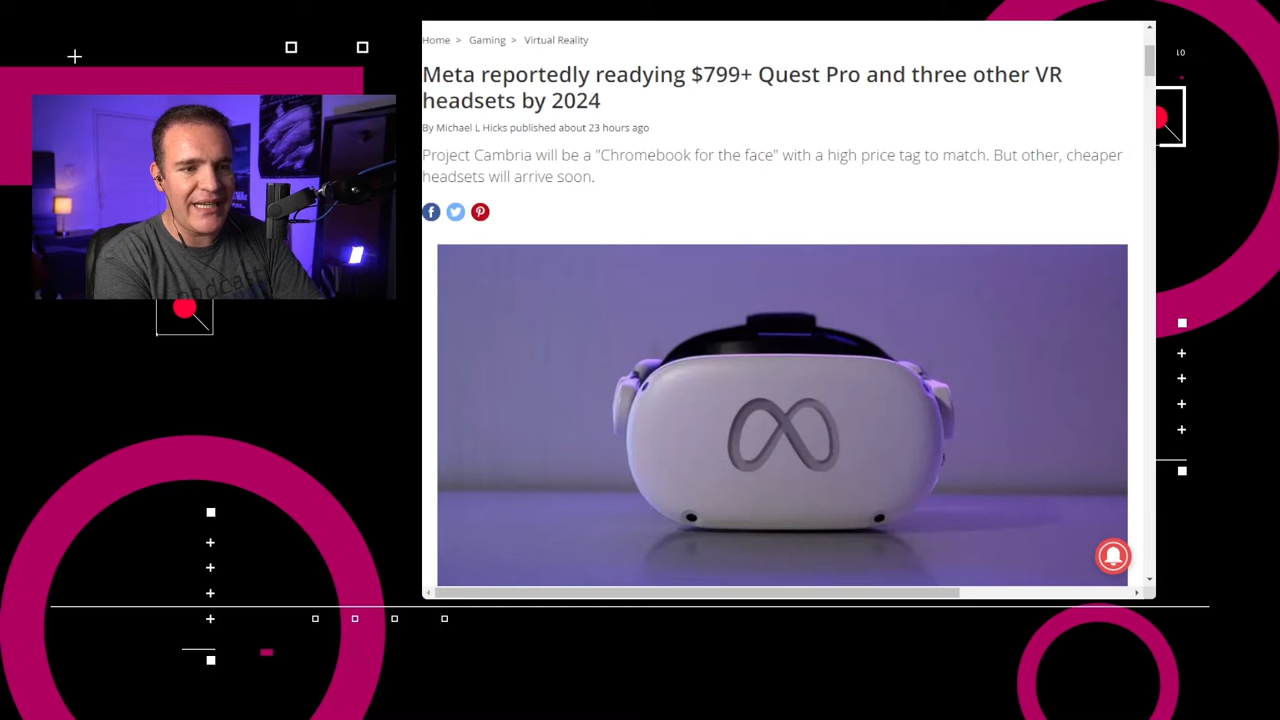 Home > Gaming > Virtual Reality
Meta reportedly readying $799+ Quest Pro and three other VR
headsets by 2024
By Michael L Hicks published about 23 hours ago
Project Cambria will be a "Chromebook for the face" with a high price tag to match. But other, cheaper
headsets will arrive soon.
podcast